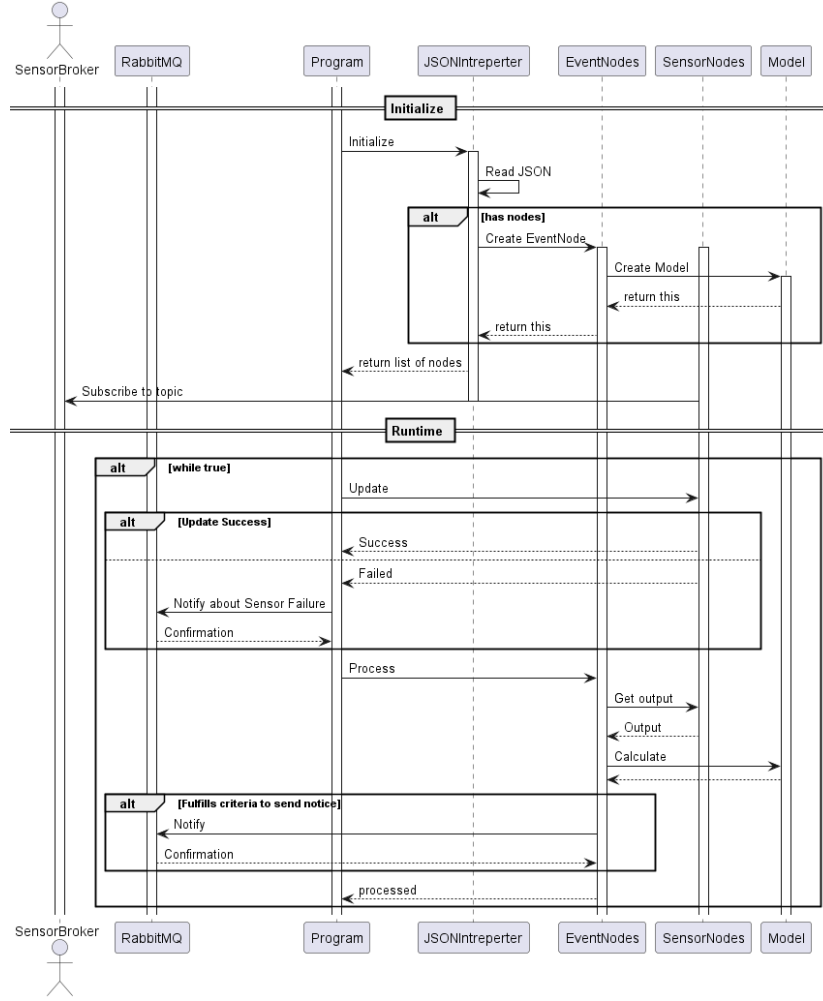 SensorBroker
RabbitMQ
Program
JSONIntreperter
EventNodes
SensorNodes
Model
Initialize
Initialize
Read JSON
alt
[has nodes]
Create EventNode
Create Model
return this
return this
return list of nodes
Subscribe to topic
Runtime
alt
[while true]
Update
alt
[Update Success]
Success
Failed
Notify about Sensor Failure
Confirmation
Process
Get output
Output
Calculate
alt
[Fulfills criteria to send notice]
Notify
Confirmation
processed
SensorBroker
RabbitMQ
Program
JSONIntreperter
EventNodes
SensorNodes
Model